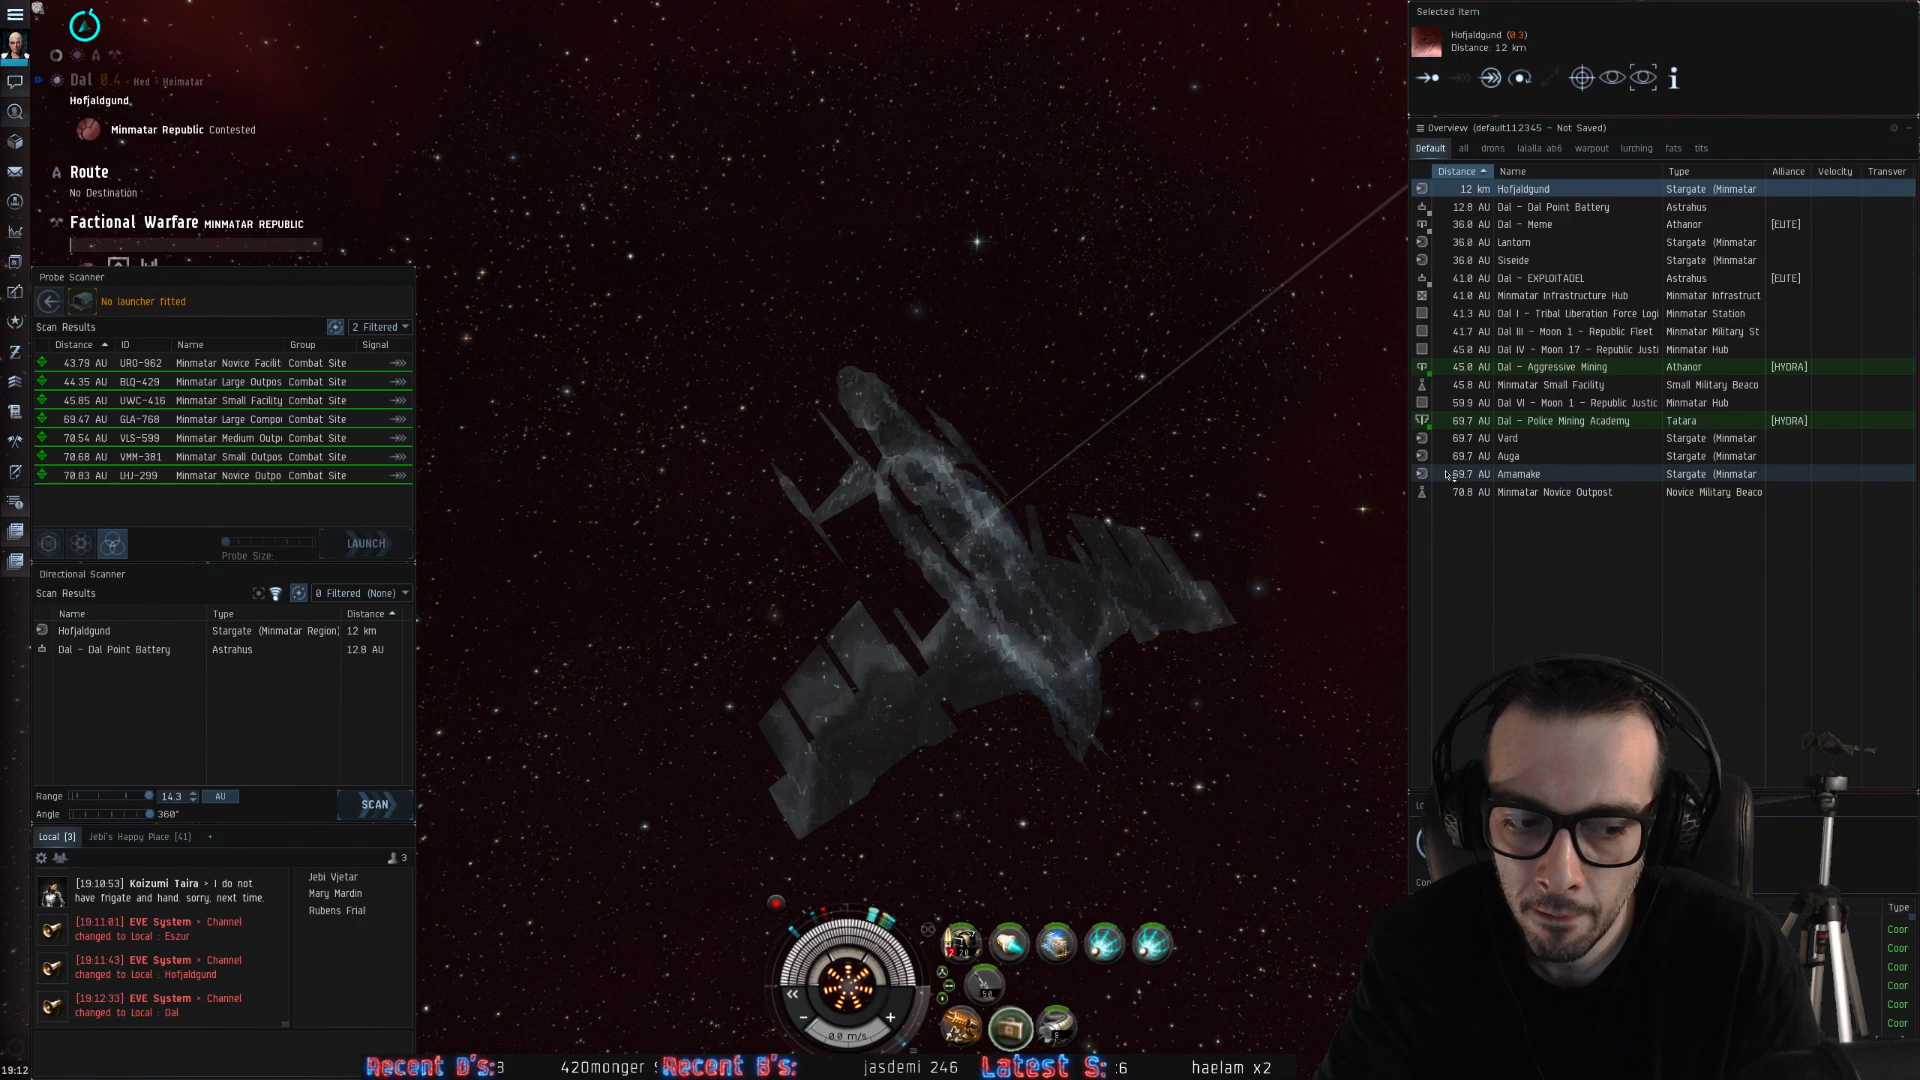 Dal 0.4 < Hed < Heimatar
Hofjaldgund
Minmatar Republic Contested
Route
No Destination
Factional Warfare MINMATAR REPUBLIC
Probe Scanner
No launcher fitted
Scan Results
2 Filtered
Distance ID Name Group Signal
43.79 AU URO-962 Minmatar Novice Facilit Combat Site
44.35 AU BLQ-429 Minmatar Large Outpos Combat Site
45.85 AU UWC-416 Minmatar Small Facility Combat Site
69.47 AU GLA-768 Minmatar Large Compou Combat Site
70.54 AU VLS-599 Minmatar Medium Outp Combat Site
70.68 AU VMM-381 Minmatar Small Outpos Combat Site
70.83 AU LHJ-299 Minmatar Novice Outpo Combat Site
LAUNCH
Probe Size:
Directional Scanner
Scan Results
0 Filtered (None)
Name Type Distance
Hofjaldgund Stargate (Minmatar Region) 12 km
Dal - Dal Point Battery Astrahus 12.8 AU
Range 14.3 AU
SCAN
Angle 360°
Local [3] Jebi's Happy Place [41] +
3
[19:10:53] Koizumi Taira > I do not
have frigate and hand. sorry, next time.
[19:11:01] EVE System > Channel
changed to Local : Eszur
[19:11:43] EVE System > Channel
changed to Local : Hofjaldgund
[19:12:33] EVE System > Channel
changed to Local : Dal
Jebi Vjetar
Mary Mardin
Rubens Frial
19:12
20
50
8
0.0 m/s
Recent D's: 420monger
Recent B's: jasdemi 246
Latest S: :6 haelam x2
Selected Item
Hofjaldgund (0.3)
Distance: 12 km
Overview (default112345 - Not Saved)
Default all drons lalalla ab6 warpout lurching fats tits
Distance Name Type Alliance Velocity Transver
12 km Hofjaldgund Stargate (Minmatar
12.8 AU Dal - Dal Point Battery Astrahus
36.0 AU Dal - Meme Athanor [ELITE]
36.0 AU Lantorn Stargate (Minmatar
36.0 AU Siseide Stargate (Minmatar
41.0 AU Dal - EXPLOITADEL Astrahus [ELITE]
41.0 AU Minmatar Infrastructure Hub Minmatar Infrastruct
41.3 AU Dal I - Tribal Liberation Force Logi Minmatar Station
41.7 AU Dal III - Moon 1 - Republic Fleet Minmatar Military St
45.0 AU Dal IV - Moon 17 - Republic Justi Minmatar Hub
45.0 AU Dal - Aggressive Mining Athanor [HYDRA]
45.8 AU Minmatar Small Facility Small Military Beaco
59.9 AU Dal VI - Moon 1 - Republic Justic Minmatar Hub
69.7 AU Dal - Police Mining Academy Tatara [HYDRA]
69.7 AU Vard Stargate (Minmatar
69.7 AU Auga Stargate (Minmatar
69.7 AU Amamake Stargate (Minmatar
70.8 AU Minmatar Novice Outpost Novice Military Beaco
Type
Coor
Coor
Coor
Coor
Coor
Coor